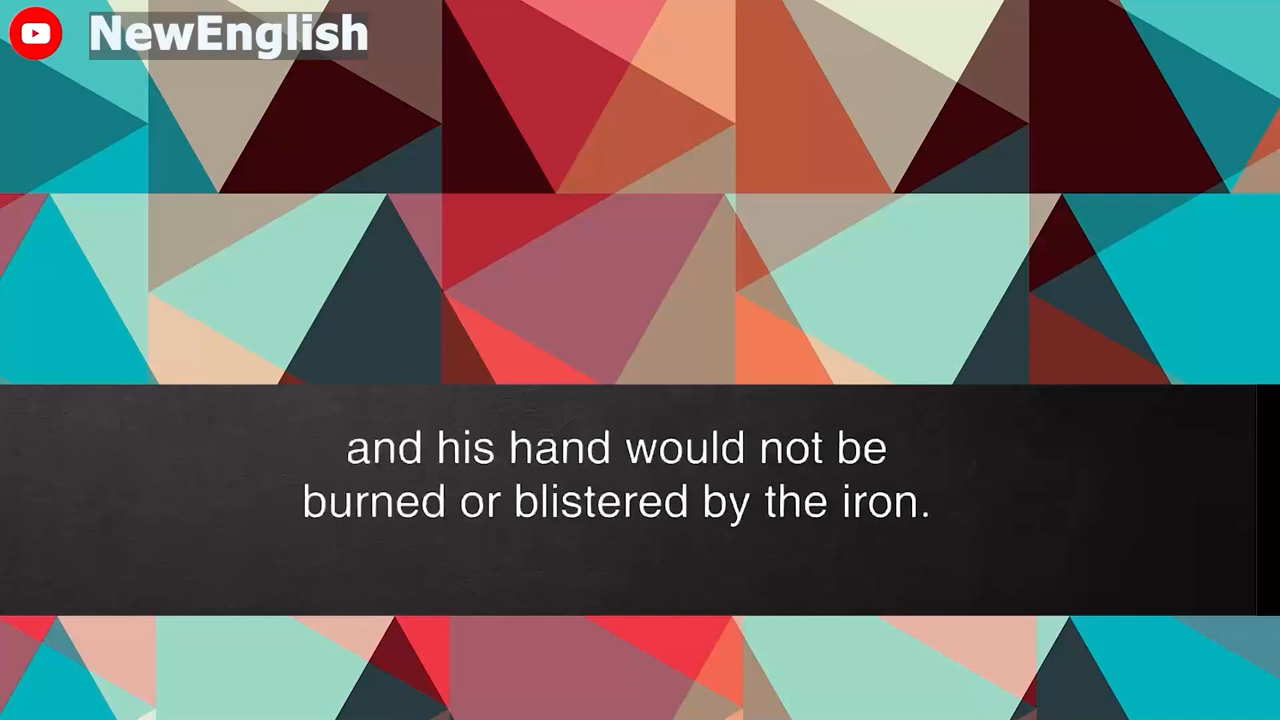 NewEnglish
and his hand would not be
burned or blistered by the iron.